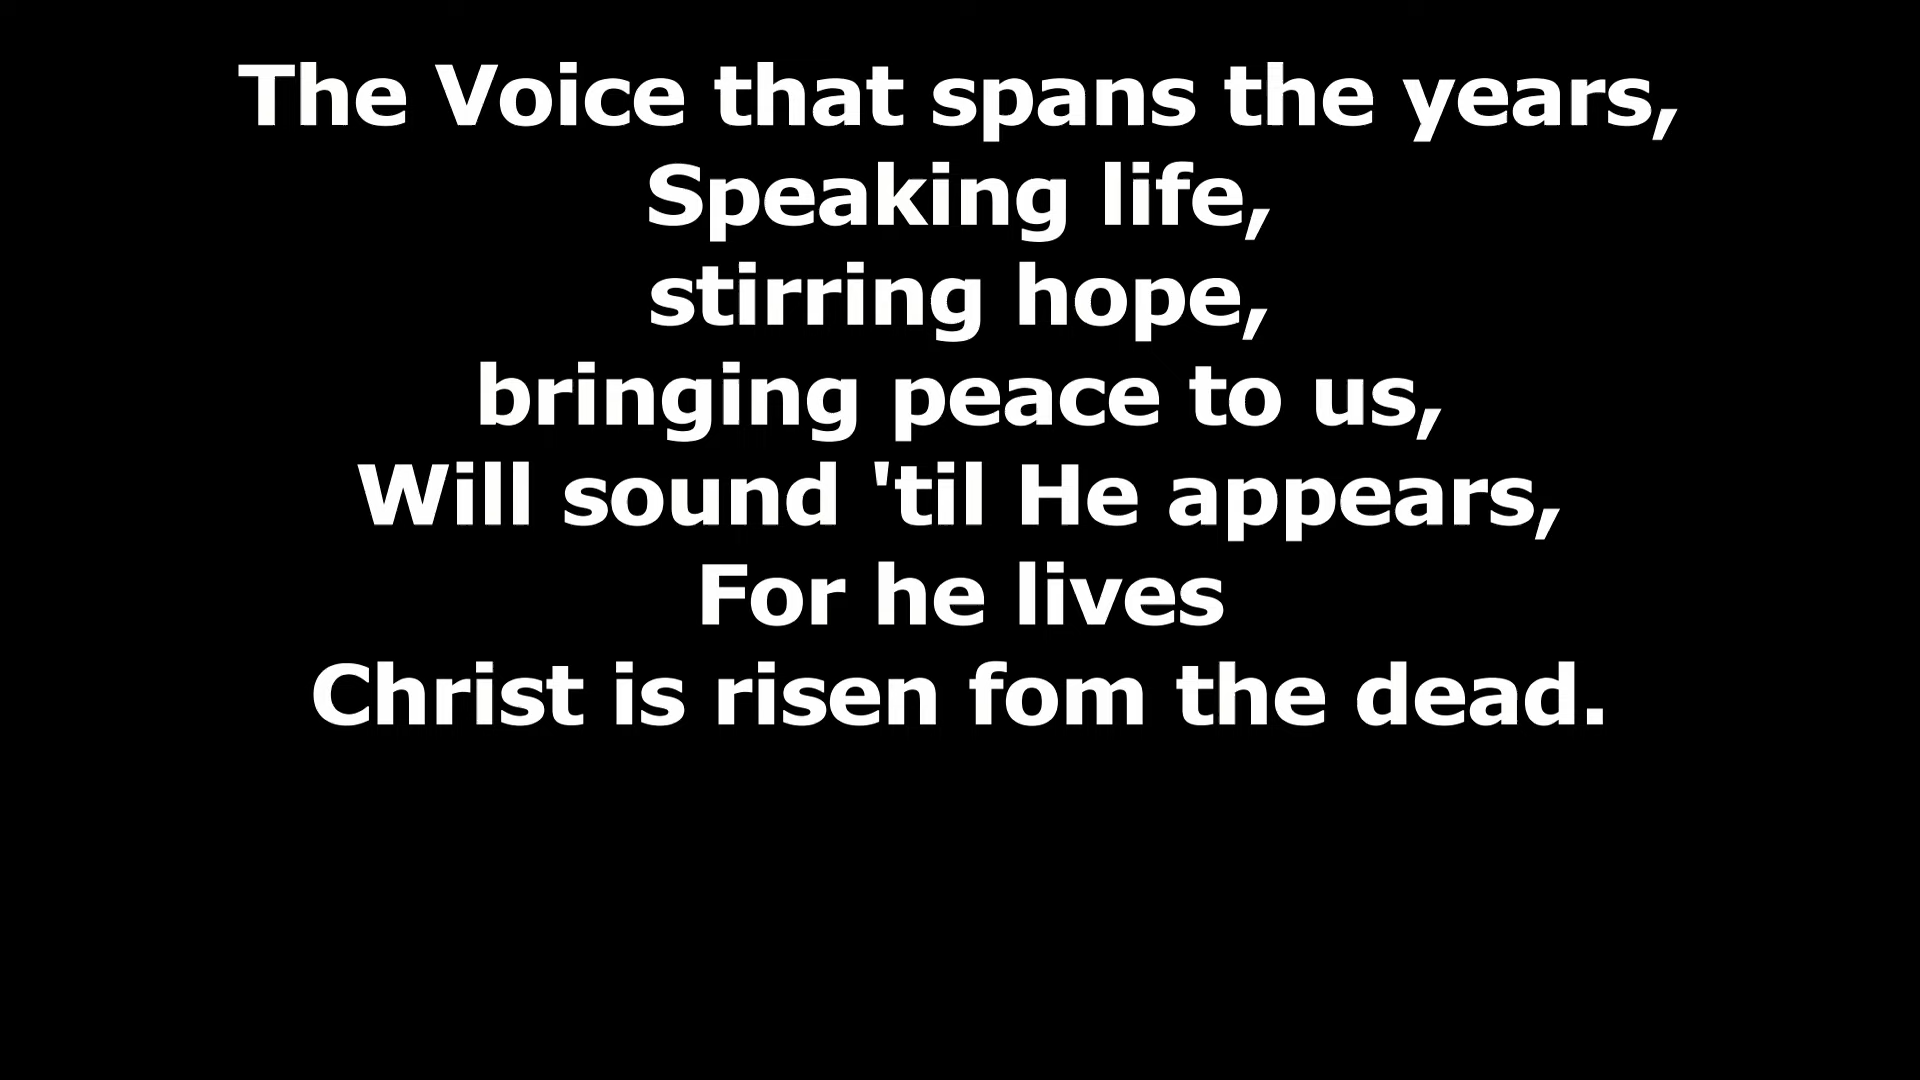 The Voice that spans the years,
Speaking life,
stirring hope,
bringing peace to us,
Will sound 'til He appears,
For he lives
Christ is risen fom the dead.